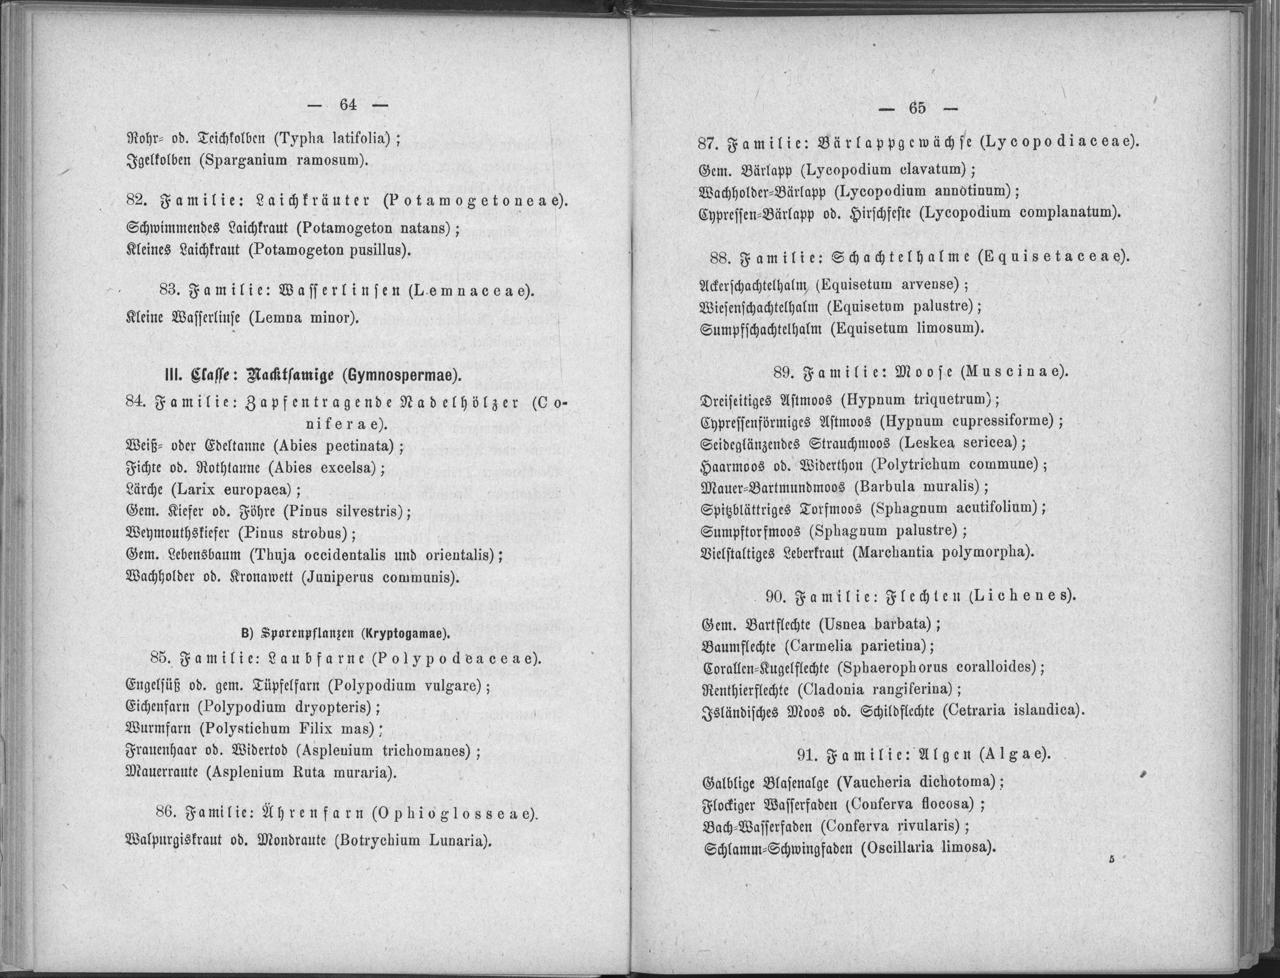 — 64 —
Rohr- od. Teichkolben (Typha latifolia) ;
Igelkolben (Sparganium ramosum).
82. Familie: Laichkräuter (Potamogetoneae).
Schwimmendes Laichkraut (Potamogeton natans) ;
Kleines Laichkraut (Potamogeton pusillus).
83. Familie: Wasserlinsen (Lemnaceae).
Kleine Wasserlinse (Lemna minor).
III. Classe: Nacktsamige (Gymnospermae).
84. Familie: Zapfentragende Nadelhölzer (Co-
niferae).
Weiß- oder Edeltanne (Abies pectinata) ;
Fichte od. Rothtanne (Abies excelsa) ;
Lärche (Larix europaea) ;
Gem. Kiefer od. Föhre (Pinus silvestris) ;
Weymouthskiefer (Pinus strobus) ;
Gem. Lebensbaum (Thuja occidentalis und orientalis) ;
Wachholder od. Kronawett (Juniperus communis).
B) Sporenpflanzen (Kryptogamae).
85. Familie: Laubfarne (Polypodeaceae).
Engelsüß od. gem. Tüpfelfarn (Polypodium vulgare) ;
Eichenfarn (Polypodium dryopteris) ;
Wurmfarn (Polystichum Filix mas) ;
Frauenhaar od. Widertod (Asplenium trichomanes) ;
Mauerraute (Asplenium Ruta muraria).
86. Familie: Ährenfarn (Ophioglosseae).
Walpurgiskraut od. Mondraute (Botrychium Lunaria).
— 65 —
87. Familie: Bärlappgewächse (Lycopodiaceae).
Gem. Bärlapp (Lycopodium clavatum) ;
Wachholder-Bärlapp (Lycopodium annotinum) ;
Cypressen-Bärlapp od. Hirschfeste (Lycopodium complanatum).
88. Familie: Schachtelhalme (Equisetaceae).
Ackerschachtelhalm (Equisetum arvense) ;
Wiesenschachtelhalm (Equisetum palustre) ;
Sumpfschachtelhalm (Equisetum limosum).
89. Familie: Moose (Muscinae).
Dreiseitiges Astmoos (Hypnum triquetrum) ;
Cypressenförmiges Astmoos (Hypnum cupressiforme) ;
Seideglänzendes Strauchmoos (Leskea sericea) ;
Haarmoos od. Widerthon (Polytrichum commune) ;
Mauer-Bartmundmoos (Barbula muralis) ;
Spitzblättriges Torfmoos (Sphagnum acutifolium) ;
Sumpftorfmoos (Sphagnum palustre) ;
Vielstaltiges Leberkraut (Marchantia polymorpha).
90. Familie: Flechten (Lichenes).
Gem. Bartflechte (Usnea barbata) ;
Baumflechte (Carmelia parietina) ;
Corallen-Kugelflechte (Sphaerophorus coralloides) ;
Renthierflechte (Cladonia rangiferina) ;
Isländisches Moos od. Schildflechte (Cetraria islandica).
91. Familie: Algen (Algae).
Galblige Blasenalge (Vaucheria dichotoma) ;
Flockiger Wasserfaden (Conferva flocosa) ;
Bach-Wasserfaden (Conferva rivularis) ;
Schlamm-Schwingfaden (Oscillaria limosa).
5